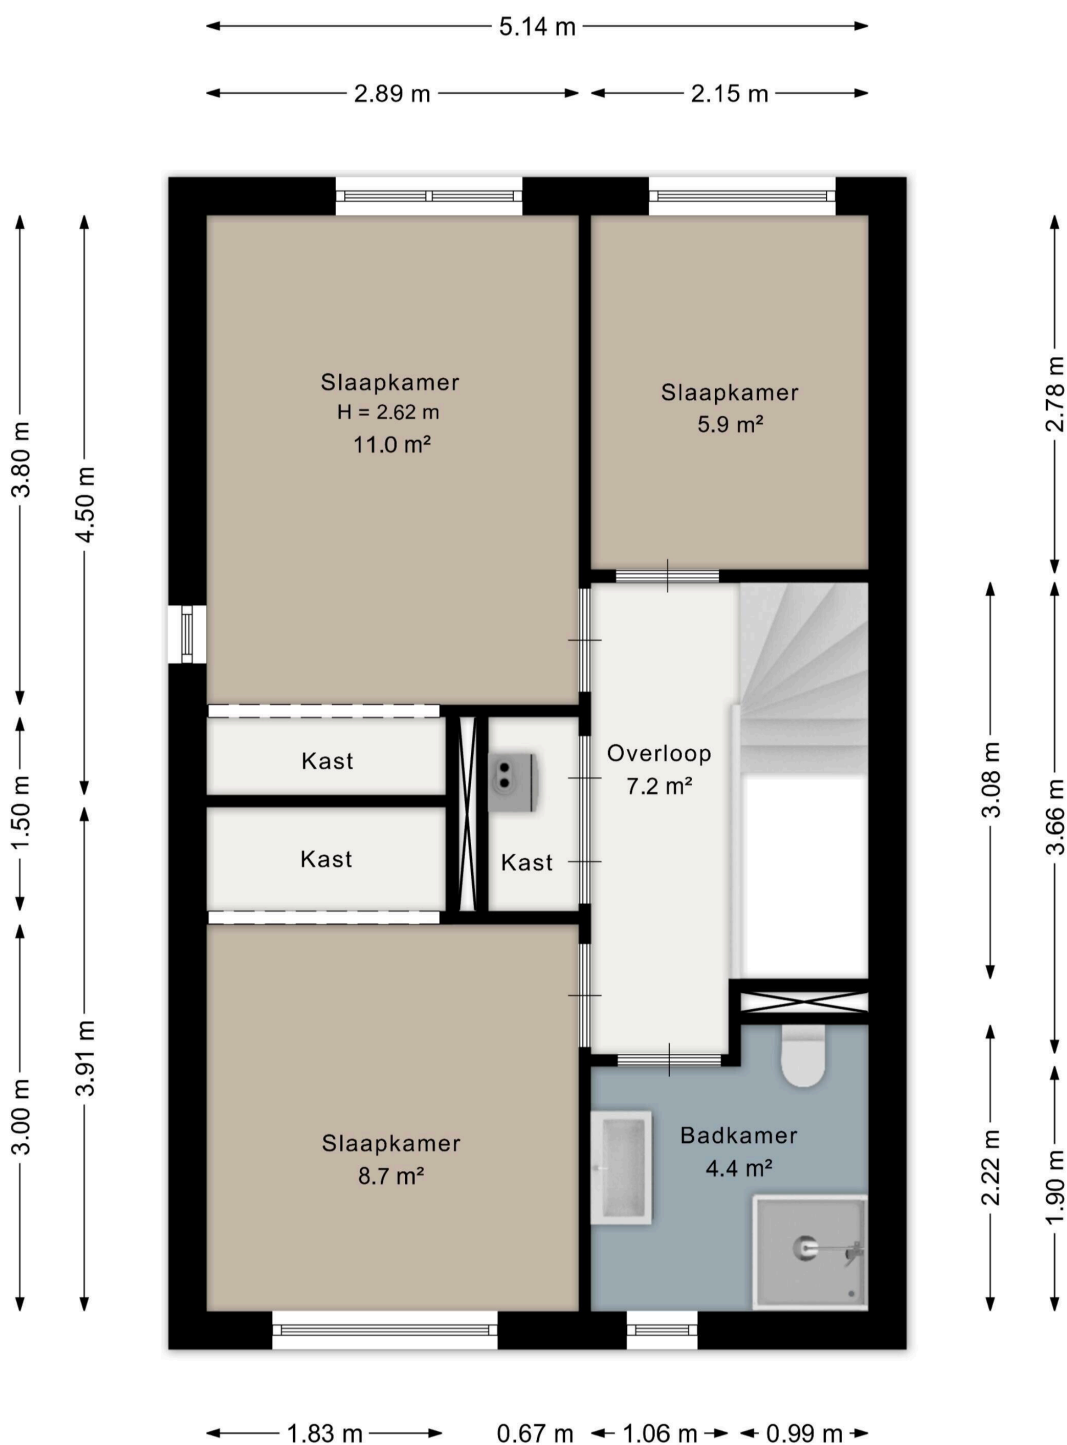 5.14 m
2.89 m
2.15 m
Slaapkamer
H = 2.62 m
11.0 m²
Slaapkamer
5.9 m²
3.80 m
4.50 m
2.78 m
Kast
Overloop
7.2 m²
3.08 m
3.66 m
1.50 m
Kast
Kast
3.91 m
3.00 m
Slaapkamer
8.7 m²
Badkamer
4.4 m²
2.22 m
1.90 m
1.83 m
0.67 m
1.06 m
0.99 m